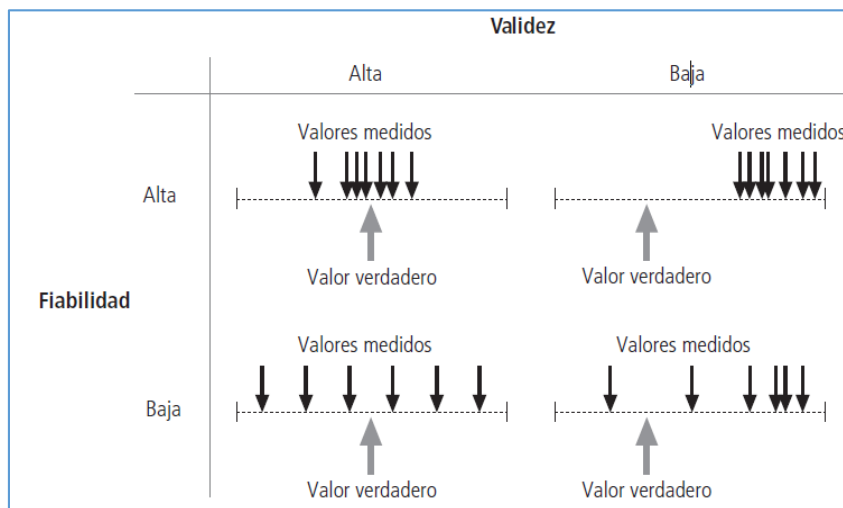 Validez
Alta Baja
Valores medidos Valores medidos
Alta
Valor verdadero Valor verdadero
Fiabilidad
Valores medidos Valores medidos
Baja
Valor verdadero Valor verdadero